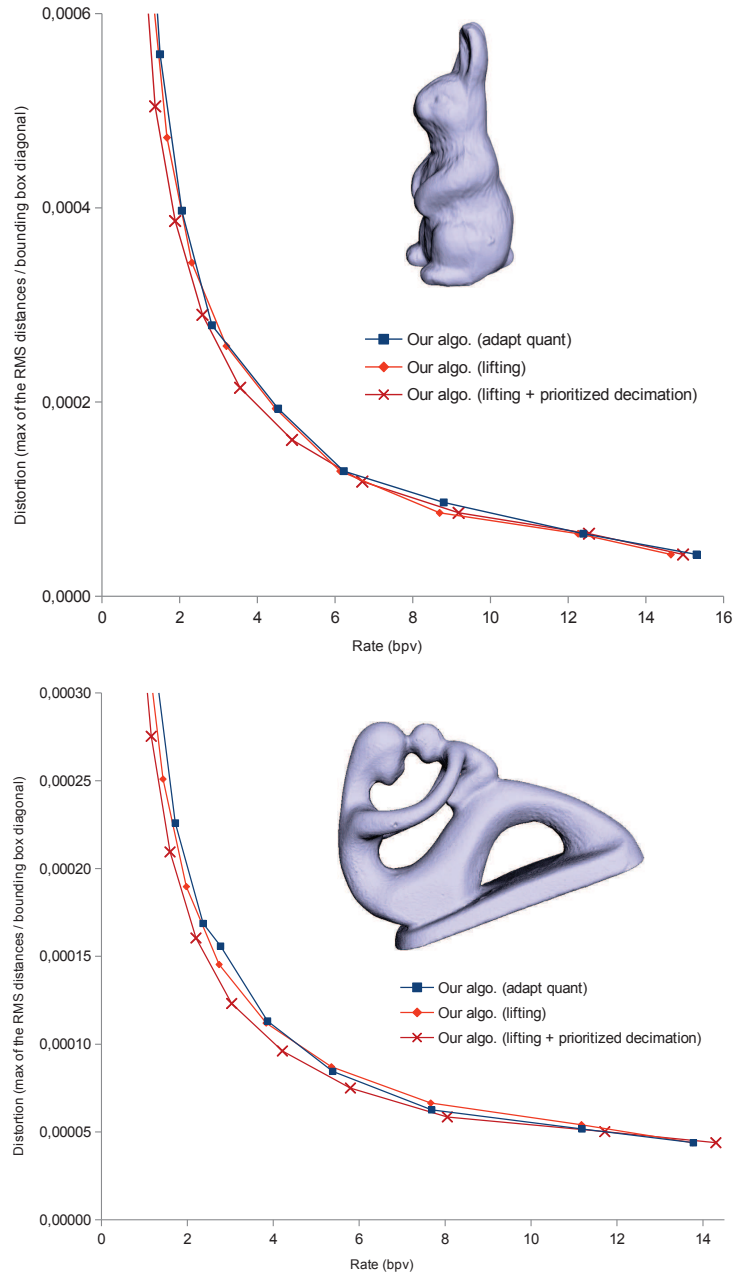 0,0006
0,0004
0,0002
0,0000
Distortion (max of the RMS distances / bounding box diagonal)
Our algo. (adapt quant)
Our algo. (lifting)
Our algo. (lifting + prioritized decimation)
0 2 4 6 8 10 12 14 16
Rate (bpv)
0,00030
0,00025
0,00020
0,00015
0,00010
0,00005
0,00000
Distortion (max of the RMS distances / bounding box diagonal)
Our algo. (adapt quant)
Our algo. (lifting)
Our algo. (lifting + prioritized decimation)
0 2 4 6 8 10 12 14
Rate (bpv)